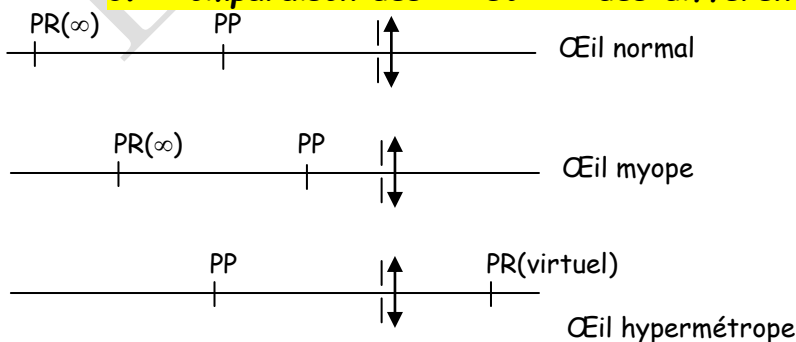 PR(∞) PP
Œil normal
PR(∞) PP
Œil myope
PP PR(virtuel)
Œil hypermétrope